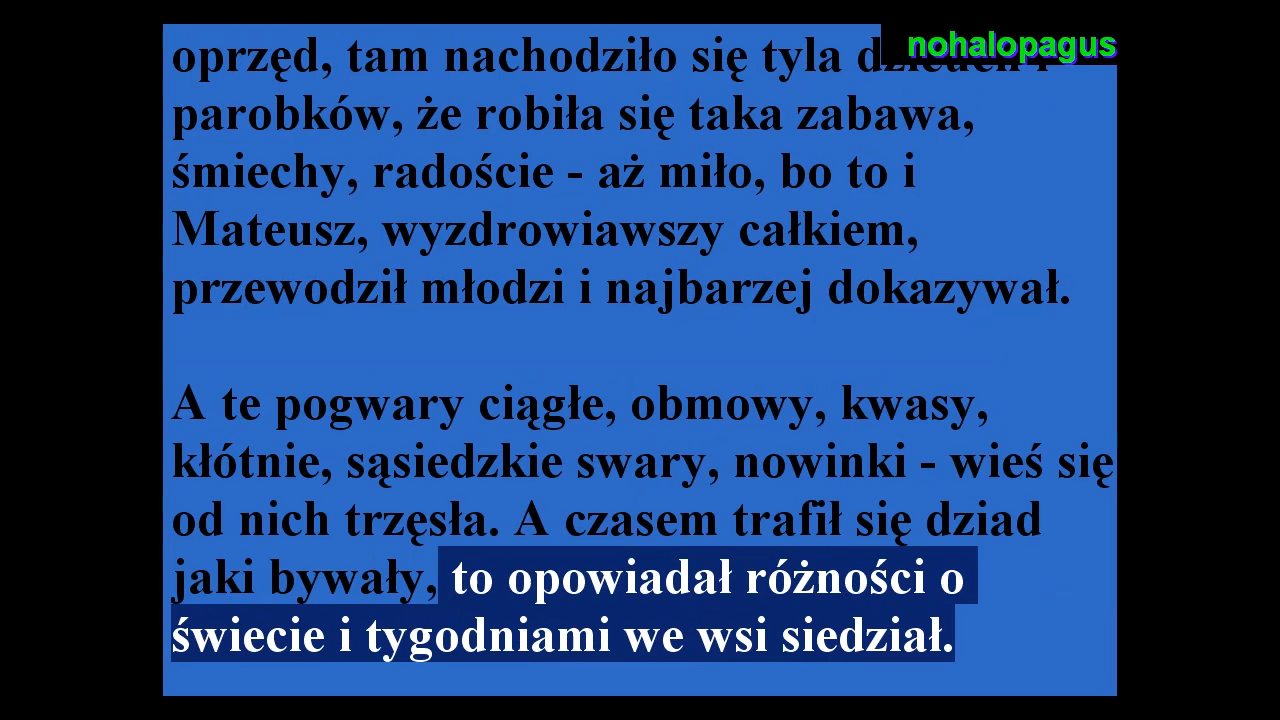 oprzęd, tam nachodziło się tyla i
nohalopagus
parobków, że robiła się taka zabawa,
śmiechy, radoście - aż miło, bo to i
Mateusz, wyzdrowiawszy całkiem,
przewodził młodzi i najbarzej dokazywał.
A te pogwary ciągłe, obmowy, kwasy,
kłótnie, sąsiedzkie swary, nowinki - wieś się
od nich trzęsła. A czasem trafił się dziad
jaki bywały, to opowiadał różności o
świecie i tygodniami we wsi siedział.